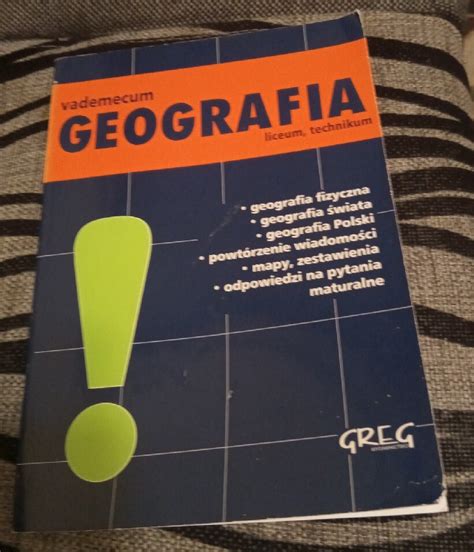 vademecum
GEOGRAFIA
liceum, technikum
• geografia fizyczna
• geografia świata
• geografia Polski
• powtórzenie wiadomości
• mapy, zestawienia
• odpowiedzi na pytania
maturalne
!
GREG
WYDAWNICTWO